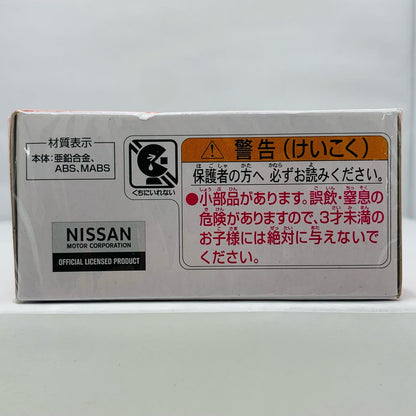 材質表示
本体：亜鉛合金、
ABS、MABS
くちにいれない
NISSAN
MOTOR CORPORATION
OFFICIAL LICENSED PRODUCT
警告（けいこく）
保護者の方へ 必ずお読みください。
●小部品があります。誤飲・窒息の
危険がありますので、3才未満の
お子様には絶対に与えないで
ください。